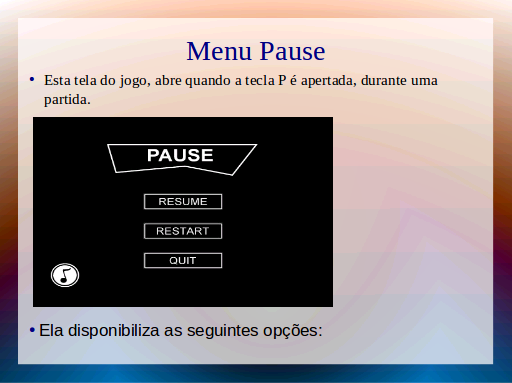 Menu Pause
• Esta tela do jogo, abre quando a tecla P é apertada, durante uma
partida.
PAUSE
RESUME
RESTART
QUIT
• Ela disponibiliza as seguintes opções: